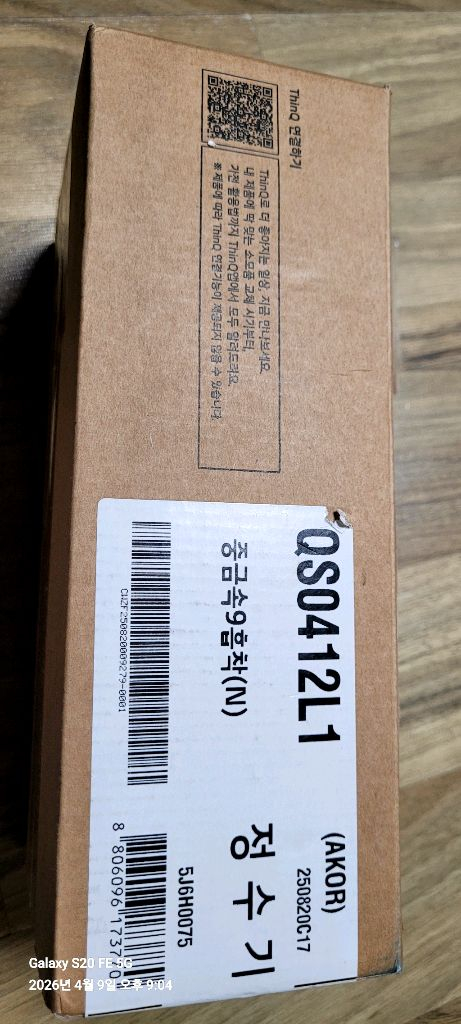 ThinQ 연결하기
ThinQ로 더 좋아지는 일상, 지금 만나보세요.
내 제품에 딱 맞는 소모품 교체 시기부터,
가전 활용법까지 ThinQ앱에서 모두 알려드려요.
※ 제품에 따라 ThinQ 연결기능이 제공되지 않을 수 있습니다.
QS0412L1
(AKOR)
250820C17
중금속9흡착(N)
정수기
5J6H0075
CWZF250820009279-0001
8 806096 173700
Galaxy S20 FE 5G
2026년 4월 9일 오후 9:04